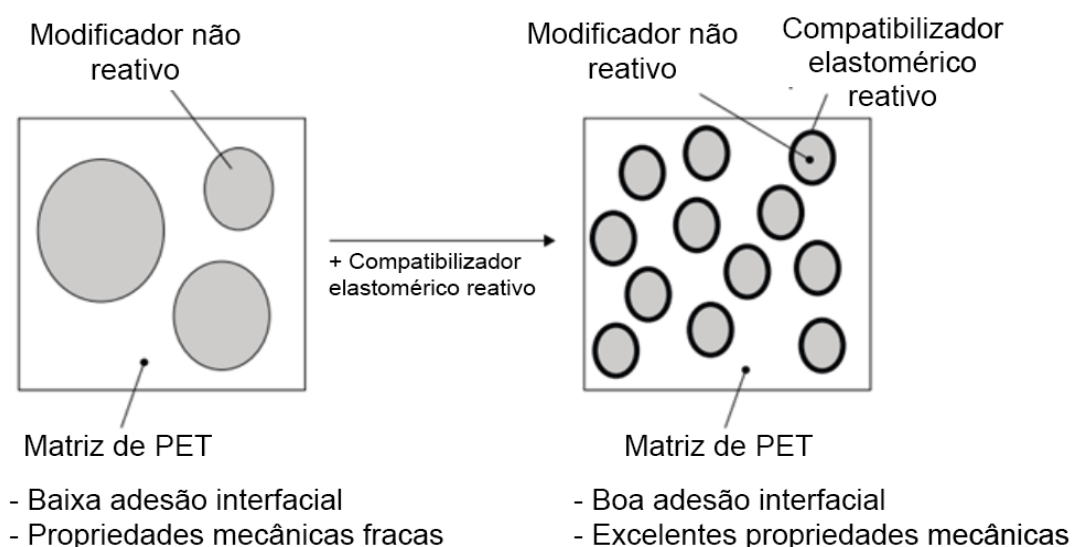 Modificador não
reativo
Modificador não
reativo
Compatibilizador
elastomérico
reativo
+ Compatibilizador
elastomérico reativo
Matriz de PET
- Baixa adesão interfacial
- Propriedades mecânicas fracas
Matriz de PET
- Boa adesão interfacial
- Excelentes propriedades mecânicas